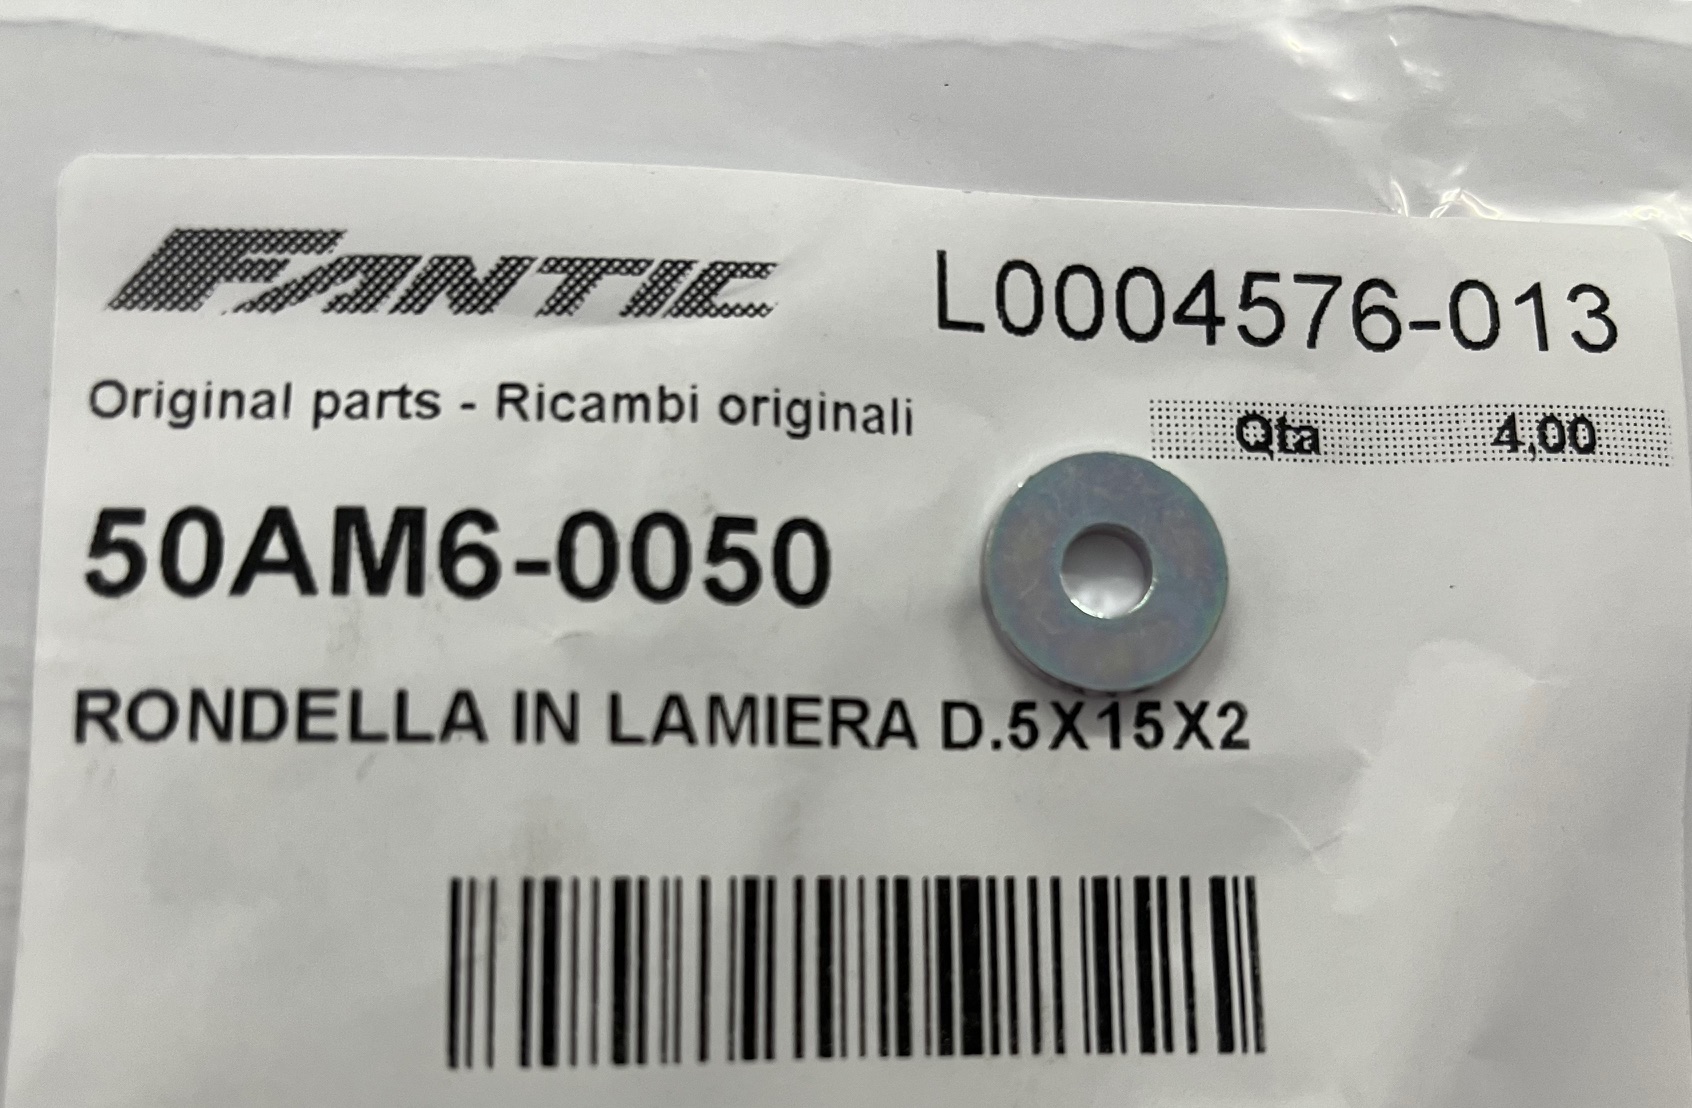 FANTIC
L0004576-013
Original parts - Ricambi originali
Qta 4,00
50AM6-0050
RONDELLA IN LAMIERA D.5X15X2